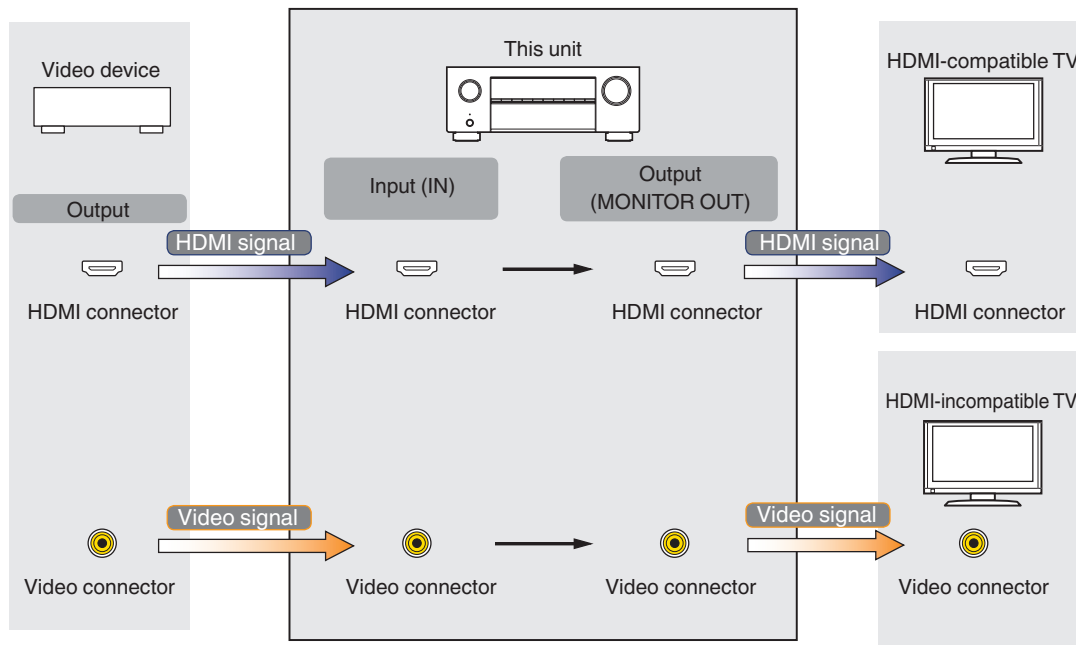 This unit
Video device
HDMI-compatible TV
Input (IN)
Output
(MONITOR OUT)
Output
HDMI signal
HDMI signal
HDMI connector
HDMI connector
HDMI connector
HDMI connector
HDMI-incompatible TV
Video signal
Video signal
Video connector
Video connector
Video connector
Video connector